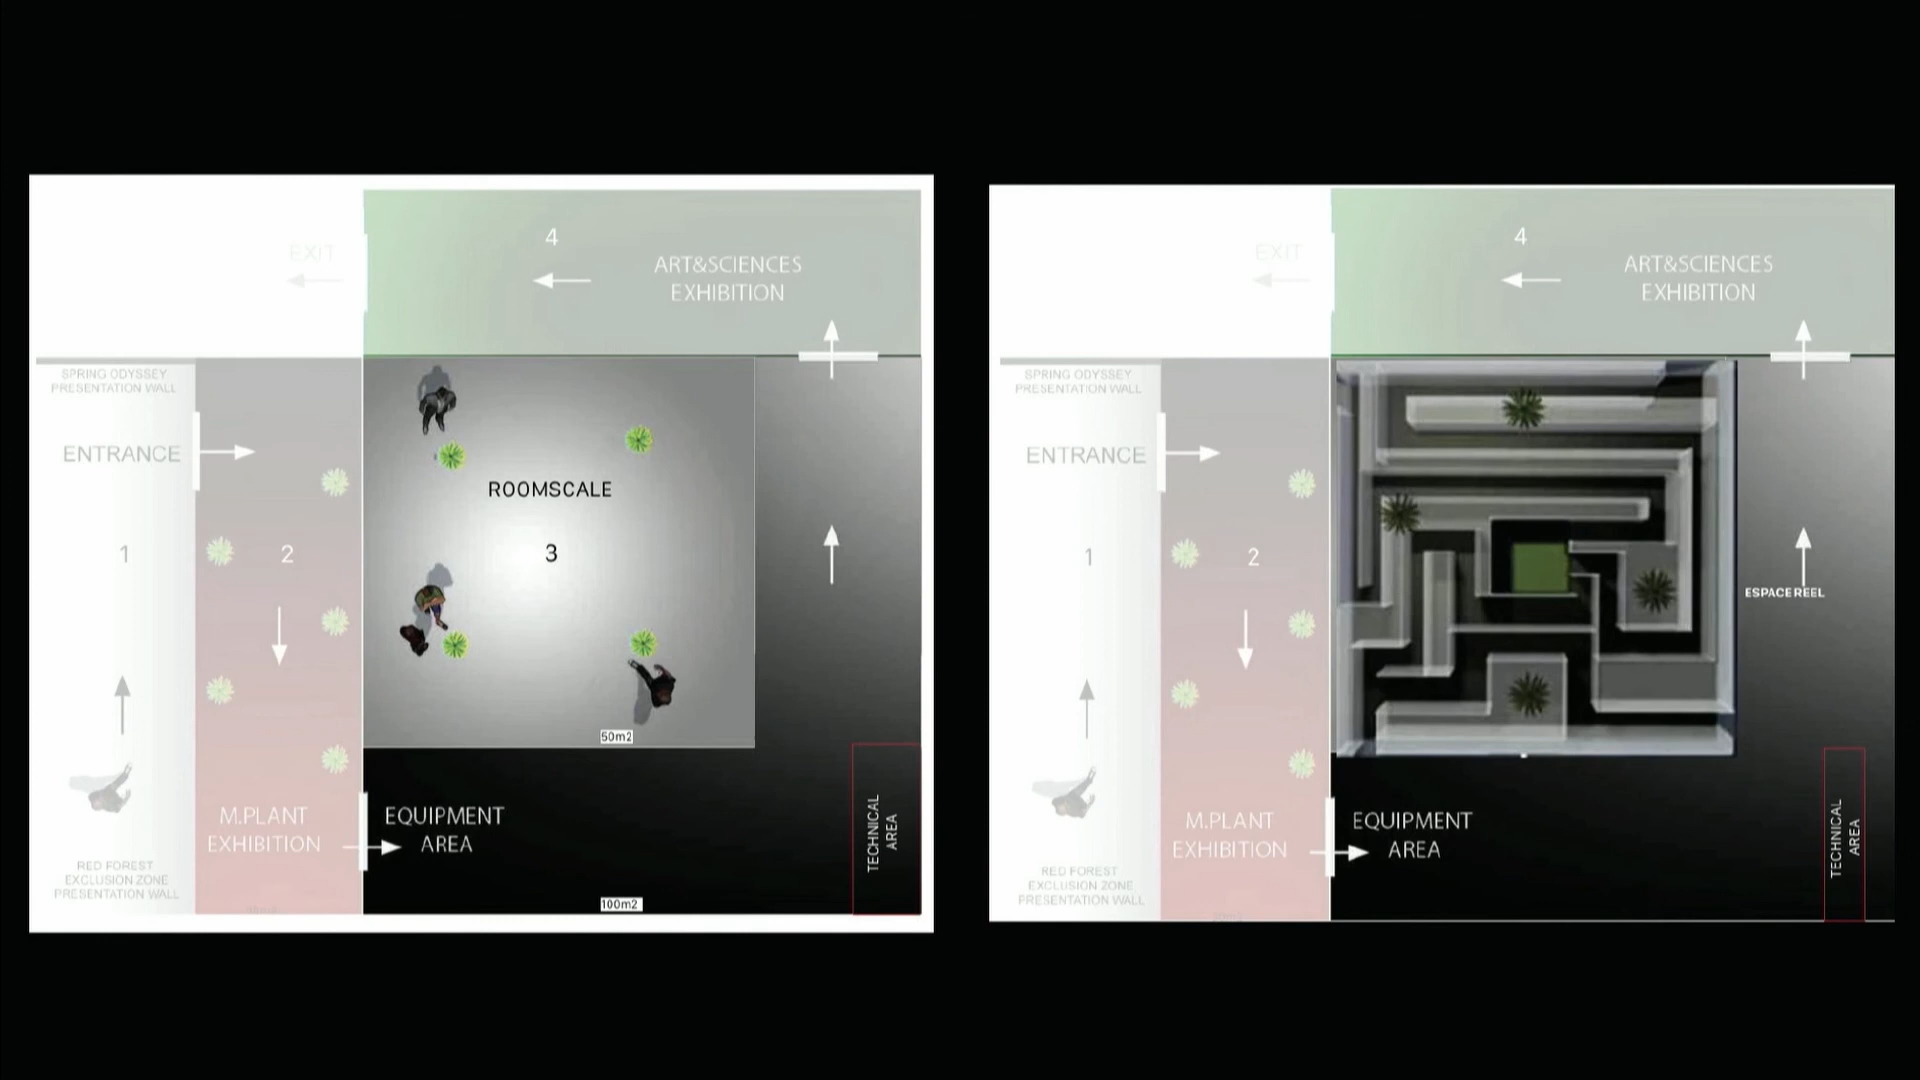 EXIT
4
ART&SCIENCES
EXHIBITION
SPRING ODYSSEY
PRESENTATION WALL
ENTRANCE
ROOMSCALE
1
2
3
50m2
M.PLANT
EXHIBITION
EQUIPMENT
AREA
TECHNICAL
AREA
RED FOREST
EXCLUSION ZONE
PRESENTATION WALL
100m2
EXIT
4
ART&SCIENCES
EXHIBITION
SPRING ODYSSEY
PRESENTATION WALL
ENTRANCE
1
2
ESPACE REEL
M.PLANT
EXHIBITION
EQUIPMENT
AREA
TECHNICAL
AREA
RED FOREST
EXCLUSION ZONE
PRESENTATION WALL